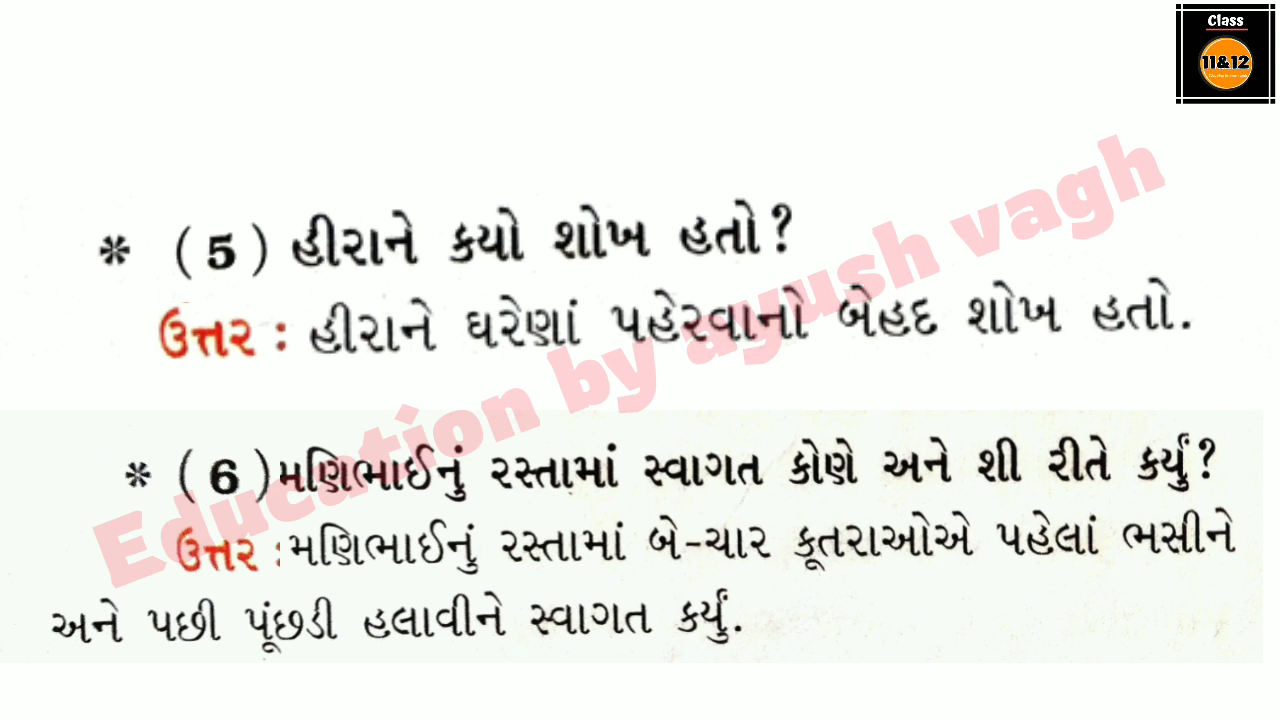 Class
11&12
* (5) હીરાને કયો શોખ હતો?
ઉત્તર : હીરાને ઘરેણાં પહેરવાનો બેહદ શોખ હતો.
Education by ayush vagh
* (6) મણિભાઈનું રસ્તામાં સ્વાગત કોણે અને શી રીતે કર્યું?
ઉત્તર : મણિભાઈનું રસ્તામાં બે-ચાર કૂતરાઓએ પહેલાં ભસીને
અને પછી પૂંછડી હલાવીને સ્વાગત કર્યું.